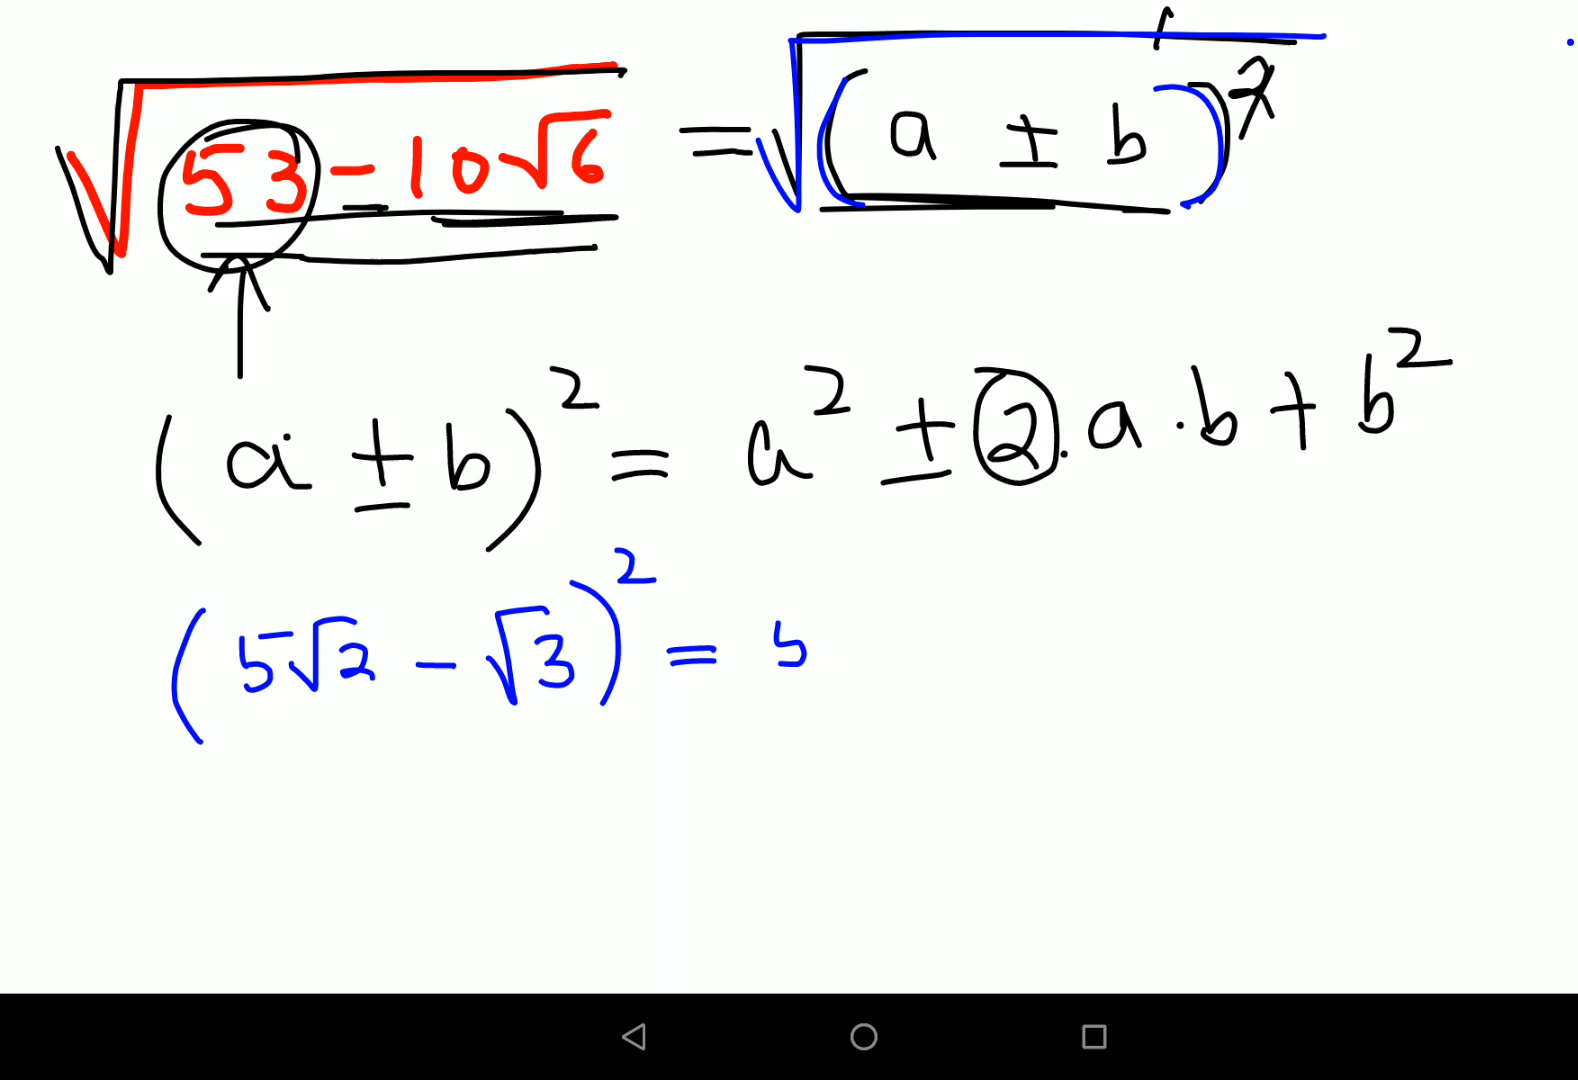 √(53 - 10√6) = √(a ± b)²
(a ± b)² = a² ± 2.a.b + b²
(5√2 - √3)² = 5